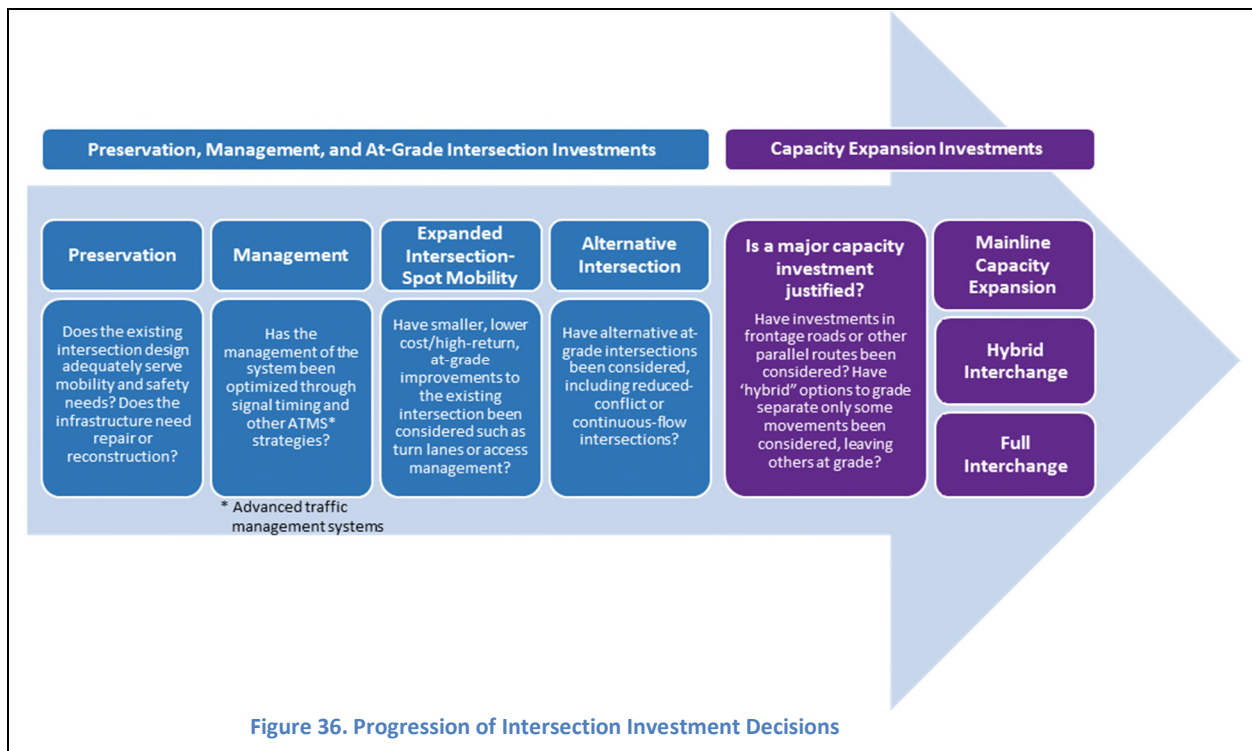 Preservation, Management, and At-Grade Intersection Investments
Capacity Expansion Investments
Preservation
Does the existing
intersection design
adequately serve
mobility and safety
needs? Does the
infrastructure need
repair or
reconstruction?
Management
Has the
management of the
system been
optimized through
signal timing and
other ATMS*
strategies?
* Advanced traffic
management systems
Expanded
Intersection-
Spot Mobility
Have smaller, lower
cost/high-return,
at-grade
improvements to
the existing
intersection been
considered such as
turn lanes or access
management?
Alternative
Intersection
Have alternative at-
grade intersections
been considered,
including reduced-
conflict or
continuous-flow
intersections?
Is a major capacity
investment
justified?
Have investments in
frontage roads or other
parallel routes been
considered? Have
'hybrid" options to grade
separate only some
movements been
considered, leaving
others at grade?
Mainline
Capacity
Expansion
Hybrid
Interchange
Full
Interchange
Figure 36. Progression of Intersection Investment Decisions